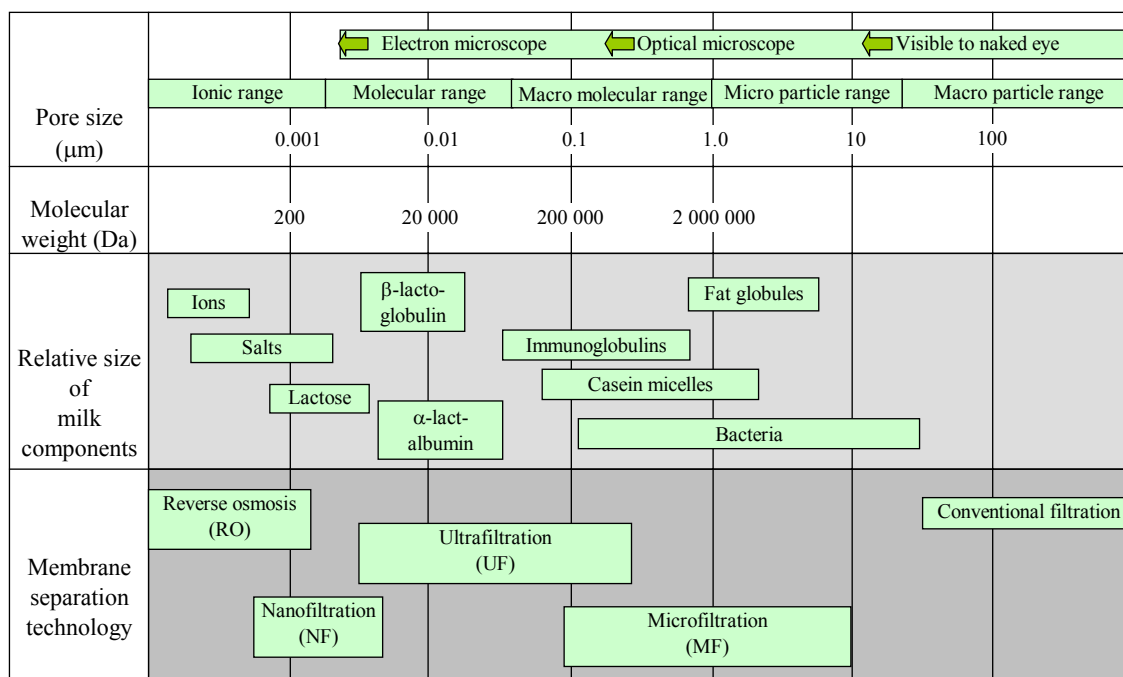 Electron microscope
Optical microscope
Visible to naked eye
Ionic range
Molecular range
Macro molecular range
Micro particle range
Macro particle range
Pore size
(μm)
0.001
0.01
0.1
1.0
10
100
Molecular
weight (Da)
200
20 000
200 000
2 000 000
Relative size
of
milk
components
Ions
β-lacto-
globulin
Fat globules
Salts
Immunoglobulins
Lactose
Casein micelles
α-lact-
albumin
Bacteria
Membrane
separation
technology
Reverse osmosis
(RO)
Conventional filtration
Ultrafiltration
(UF)
Nanofiltration
(NF)
Microfiltration
(MF)